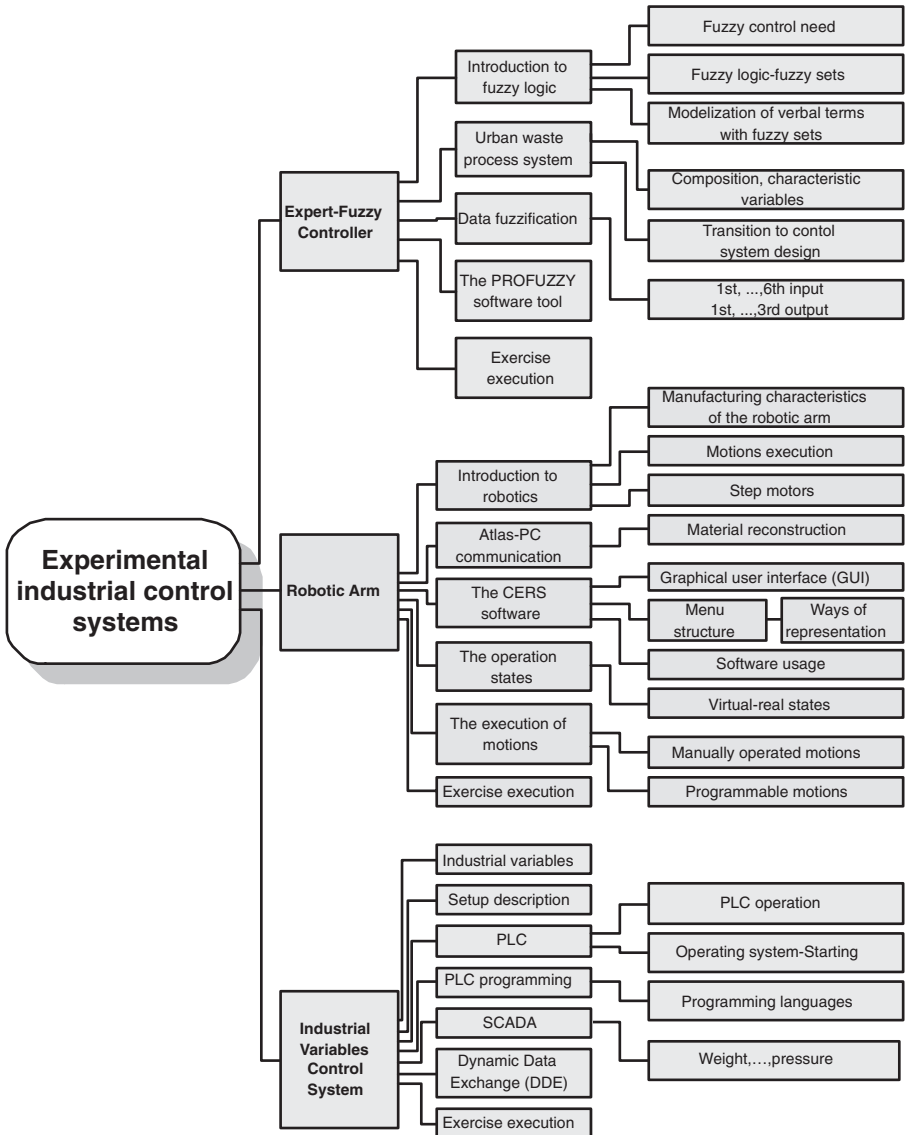 Experimental
industrial control
systems
Expert-Fuzzy
Controller
Introduction to
fuzzy logic
Fuzzy control need
Fuzzy logic-fuzzy sets
Modelization of verbal terms
with fuzzy sets
Urban waste
process system
Composition, characteristic
variables
Transition to contol
system design
Data fuzzification
1st, ...,6th input
1st, ...,3rd output
The PROFUZZY
software tool
Exercise
execution
Robotic Arm
Introduction to
robotics
Manufacturing characteristics
of the robotic arm
Motions execution
Step motors
Atlas-PC
communication
Material reconstruction
The CERS
software
Graphical user interface (GUI)
Menu
structure
Ways of
representation
Software usage
The operation
states
Virtual-real states
The execution of
motions
Manually operated motions
Programmable motions
Exercise execution
Industrial
Variables
Control
System
Industrial variables
Setup description
PLC
PLC operation
Operating system-Starting
PLC programming
Programming languages
SCADA
Weight,...,pressure
Dynamic Data
Exchange (DDE)
Exercise execution